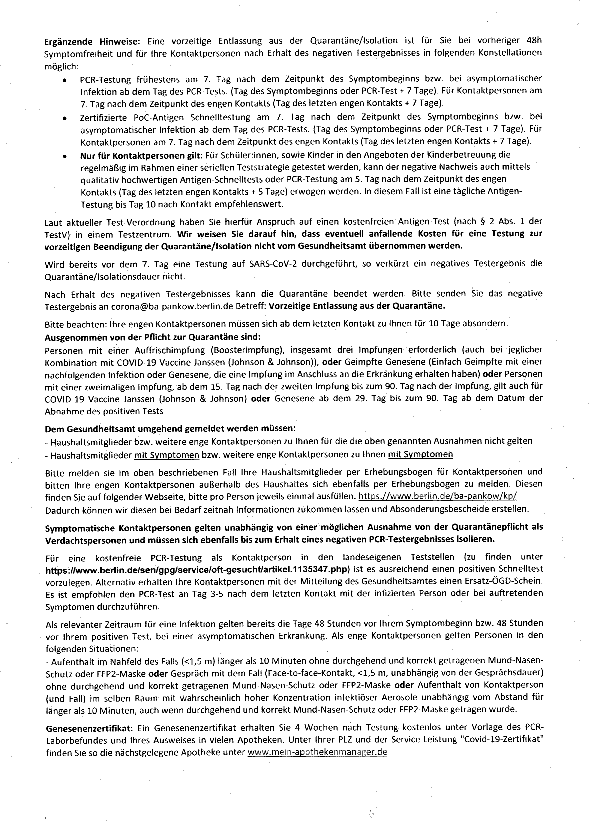 Ergänzende Hinweise: Eine vorzeitige Entlassung aus der Quarantäne/Isolation ist für Sie bei vorheriger 48h
Symptomfreiheit und für Ihre Kontaktpersonen nach Erhalt des negativen Testergebnisses in folgenden Konstellationen
möglich:
• PCR-Testung frühestens am 7. Tag nach dem Zeitpunkt des Symptombeginns bzw. bei asymptomatischer
Infektion ab dem Tag des PCR-Tests. (Tag des Symptombeginns oder PCR-Test + 7 Tage). Für Kontaktpersonen am
7. Tag nach dem Zeitpunkt des engen Kontakts (Tag des letzten engen Kontakts + 7 Tage).
• Zertifizierte PoC-Antigen Schnelltestung am 7. Tag nach dem Zeitpunkt des Symptombeginns bzw. bei
asymptomatischer Infektion ab dem Tag des PCR-Tests. (Tag des Symptombeginns oder PCR-Test + 7 Tage). Für
Kontaktpersonen am 7. Tag nach dem Zeitpunkt des engen Kontakts (Tag des letzten engen Kontakts + 7 Tage).
• Nur für Kontaktpersonen gilt: Für Schüler:innen, sowie Kinder in den Angeboten der Kinderbetreuung die
regelmäßig im Rahmen einer seriellen Teststrategie getestet werden, kann der negative Nachweis auch mittels
qualitativ hochwertigen Antigen-Schnelltests oder PCR-Testung am 5. Tag nach dem Zeitpunkt des engen
Kontakts (Tag des letzten engen Kontakts + 5 Tage) erwogen werden. In diesem Fall ist eine tägliche Antigen-
Testung bis Tag 10 nach Kontakt empfehlenswert.
Laut aktueller Test-Verordnung haben Sie hierfür Anspruch auf einen kostenfreien Antigen-Test (nach § 2 Abs. 1 der
TestV) in einem Testzentrum. Wir weisen Sie darauf hin, dass eventuell anfallende Kosten für eine Testung zur
vorzeitigen Beendigung der Quarantäne/Isolation nicht vom Gesundheitsamt übernommen werden.
Wird bereits vor dem 7. Tag eine Testung auf SARS-CoV-2 durchgeführt, so verkürzt ein negatives Testergebnis die
Quarantäne/Isolationsdauer nicht.
Nach Erhalt des negativen Testergebnisses kann die Quarantäne beendet werden. Bitte senden Sie das negative
Testergebnis an corona@ba-pankow.berlin.de Betreff: Vorzeitige Entlassung aus der Quarantäne.
Bitte beachten: Ihre engen Kontaktpersonen müssen sich ab dem letzten Kontakt zu Ihnen für 10 Tage absondern.
Ausgenommen von der Pflicht zur Quarantäne sind:
Personen mit einer Auffrischimpfung (Boosterimpfung), insgesamt drei Impfungen erforderlich (auch bei jeglicher
Kombination mit COVID-19 Vaccine Janssen (Johnson & Johnson)), oder Geimpfte Genesene (Einfach Geimpfte mit einer
nachfolgenden Infektion oder Genesene, die eine Impfung im Anschluss an die Erkränkung erhalten haben) oder Personen
mit einer zweimaligen Impfung, ab dem 15. Tag nach der zweiten Impfung bis zum 90. Tag nach der Impfung, gilt auch für
COVID-19 Vaccine Janssen (Johnson & Johnson) oder Genesene ab dem 29. Tag bis zum 90. Tag ab dem Datum der
Abnahme des positiven Tests
Dem Gesundheitsamt umgehend gemeldet werden müssen:
- Haushaltsmitglieder bzw. weitere enge Kontaktpersonen zu Ihnen für die die oben genannten Ausnahmen nicht gelten
- Haushaltsmitglieder mit Symptomen bzw. weitere enge Kontaktpersonen zu Ihnen mit Symptomen
Bitte melden sie im oben beschriebenen Fall Ihre Haushaltsmitglieder per Erhebungsbogen für Kontaktpersonen und
bitten Ihre engen Kontaktpersonen außerhalb des Haushaltes sich ebenfalls per Erhebungsbogen zu melden. Diesen
finden Sie auf folgender Webseite, bitte pro Person jeweils einmal ausfüllen. https://www.berlin.de/ba-pankow/kp/
Dadurch können wir diesen bei Bedarf zeitnah Informationen zukommen lassen und Absonderungsbescheide erstellen.
Symptomatische Kontaktpersonen gelten unabhängig von einer möglichen Ausnahme von der Quarantänepflicht als
Verdachtspersonen und müssen sich ebenfalls bis zum Erhalt eines negativen PCR-Testergebnisses isolieren.
Für eine kostenfreie PCR-Testung als Kontaktperson in den landeseigenen Teststellen (zu finden unter
https://www.berlin.de/sen/gpg/service/oft-gesucht/artikel.1135347.php) ist es ausreichend einen positiven Schnelltest
vorzulegen. Alternativ erhalten Ihre Kontaktpersonen mit der Mitteilung des Gesundheitsamtes einen Ersatz-ÖGD-Schein.
Es ist empfohlen den PCR-Test an Tag 3-5 nach dem letzten Kontakt mit der infizierten Person oder bei auftretenden
Symptomen durchzuführen.
Als relevanter Zeitraum für eine Infektion gelten bereits die Tage 48 Stunden vor Ihrem Symptombeginn bzw. 48 Stunden
vor Ihrem positiven Test, bei einer asymptomatischen Erkrankung. Als enge Kontaktpersonen gelten Personen in den
folgenden Situationen:
- Aufenthalt im Nahfeld des Falls (<1,5 m) länger als 10 Minuten ohne durchgehend und korrekt getragenen Mund-Nasen-
Schutz oder FFP2-Maske oder Gespräch mit dem Fall (Face-to-face-Kontakt, <1,5 m, unabhängig von der Gesprächsdauer)
ohne durchgehend und korrekt getragenen Mund-Nasen-Schutz oder FFP2-Maske oder Aufenthalt von Kontaktperson
(und Fall) im selben Raum mit wahrscheinlich hoher Konzentration infektiöser Aerosole unabhängig vom Abstand für
länger als 10 Minuten, auch wenn durchgehend und korrekt Mund-Nasen-Schutz oder FFP2-Maske getragen wurde.
Genesenenzertifikat: Ein Genesenenzertifikat erhalten Sie 4 Wochen nach Testung kostenlos unter Vorlage des PCR-
Laborbefundes und Ihres Ausweises in vielen Apotheken. Unter Ihrer PLZ und der Service Leistung "Covid-19-Zertifikat"
finden Sie so die nächstgelegene Apotheke unter www.mein-apothekenmanager.de